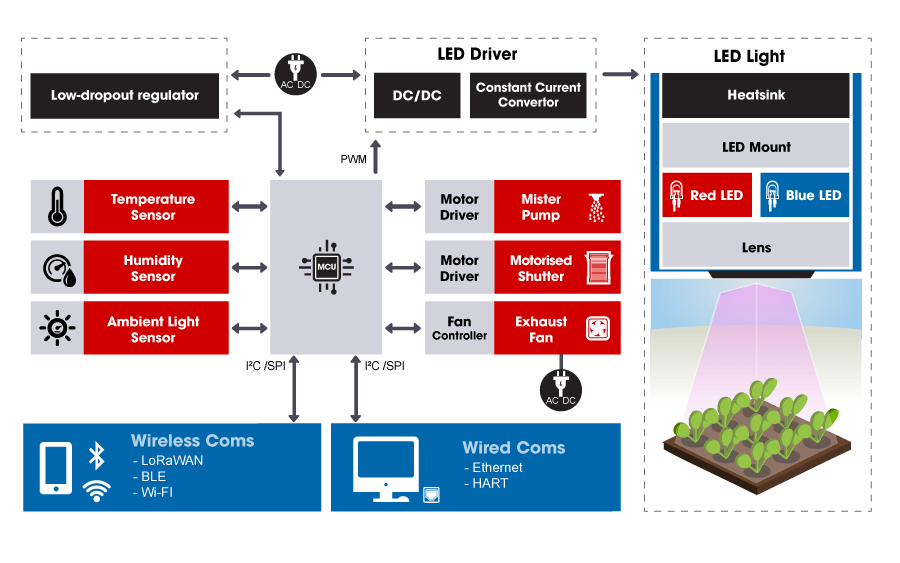 LED Driver
LED Light
Low-dropout regulator
AC DC
DC/DC
Constant Current
Convertor
Heatsink
LED Mount
Red LED
Blue LED
Lens
PWM
Temperature
Sensor
Humidity
Sensor
Ambient Light
Sensor
MCU
Motor
Driver
Mister
Pump
Motor
Driver
Motorised
Shutter
Fan
Controller
Exhaust
Fan
AC DC
I²C /SPI
I²C /SPI
Wireless Coms
- LoRaWAN
- BLE
- Wi-FI
Wired Coms
- Ethernet
- HART